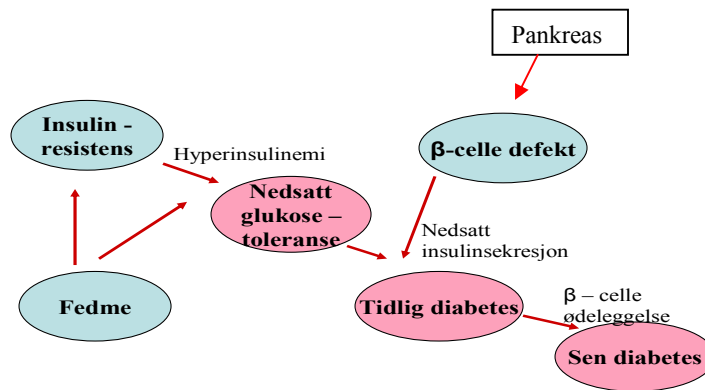 Pankreas
Insulin -
resistens
Hyperinsulinemi
β-celle defekt
Nedsatt
glukose –
toleranse
Nedsatt
insulinsekresjon
Fedme
Tidlig diabetes
β – celle
ødeleggelse
Sen diabetes